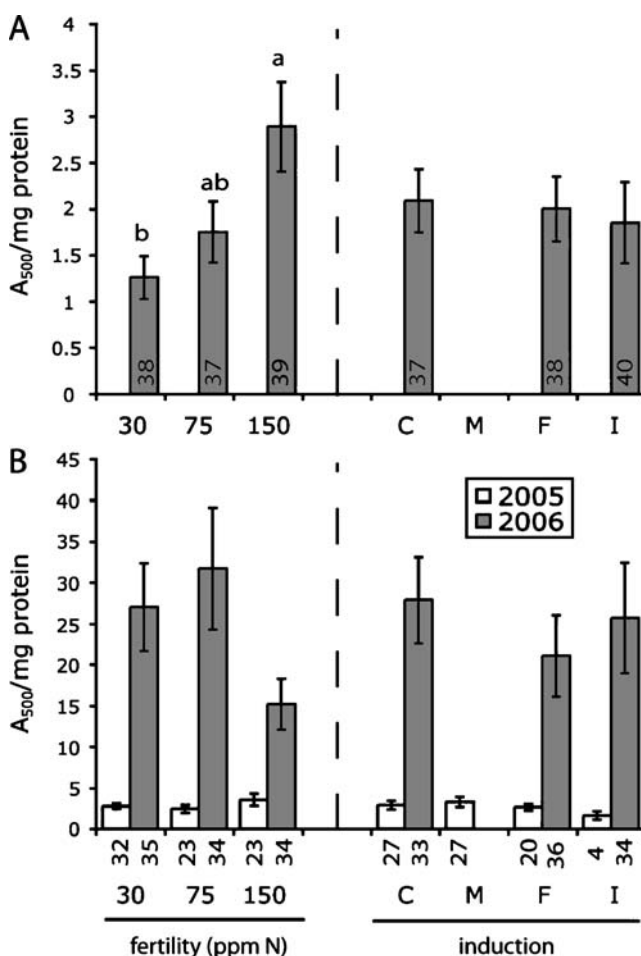 A
4
3.5
3
2.5
2
1.5
1
0.5
0
A500/mg protein
b
ab
a
38
37
39
37
38
40
30 75 150 C M F I
B
45
40
35
30
25
20
15
10
5
0
A500/mg protein
2005
2006
32 35 23 34 23 34 27 33 27 20 36 4 34
30 75 150 C M F I
fertility (ppm N) induction